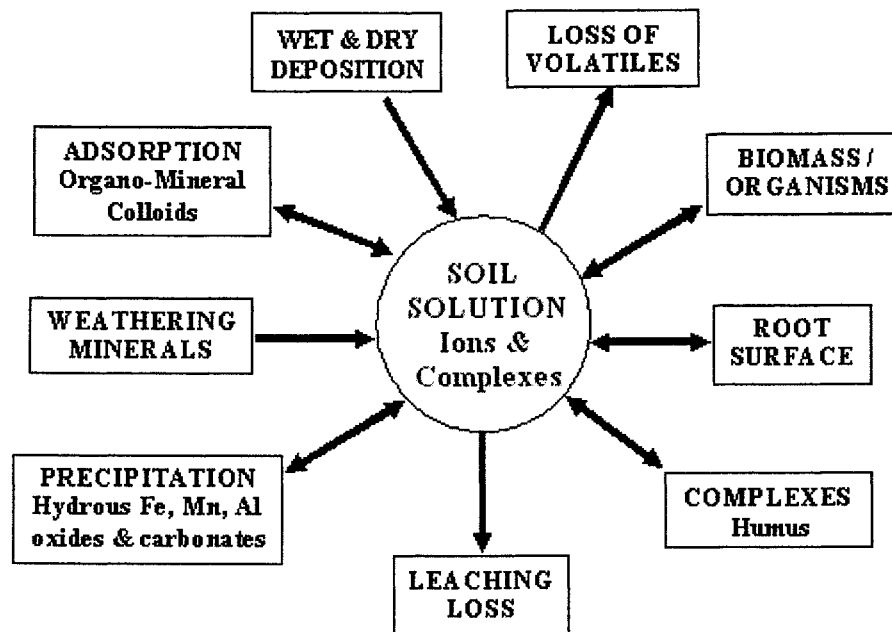 WET & DRY
DEPOSITION
LOSS OF
VOLATILES
ADSORPTION
Organo-Mineral
Colloids
BIOMASS /
ORGANISMS
SOIL
SOLUTION
Ions &
Complexes
WEATHERING
MINERALS
ROOT
SURFACE
PRECIPITATION
Hydrous Fe, Mn, Al
oxides & carbonates
COMPLEXES
Humus
LEACHING
LOSS